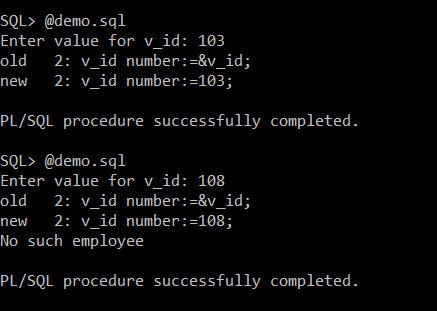 SQL> @demo.sql
Enter value for v_id: 103
old   2: v_id number:=&v_id;
new   2: v_id number:=103;
PL/SQL procedure successfully completed.
SQL> @demo.sql
Enter value for v_id: 108
old   2: v_id number:=&v_id;
new   2: v_id number:=108;
No such employee
PL/SQL procedure successfully completed.